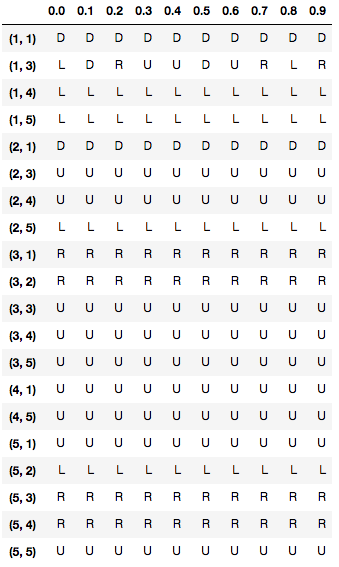 0.0 0.1 0.2 0.3 0.4 0.5 0.6 0.7 0.8 0.9
(1, 1) D D D D D D D D D D
(1, 3) L D R U U D U R L R
(1, 4) L L L L L L L L L L
(1, 5) L L L L L L L L L L
(2, 1) D D D D D D D D D D
(2, 3) U U U U U U U U U U
(2, 4) U U U U U U U U U U
(2, 5) L L L L L L L L L L
(3, 1) R R R R R R R R R R
(3, 2) R R R R R R R R R R
(3, 3) U U U U U U U U U U
(3, 4) U U U U U U U U U U
(3, 5) U U U U U U U U U U
(4, 1) U U U U U U U U U U
(4, 5) U U U U U U U U U U
(5, 1) U U U U U U U U U U
(5, 2) L L L L L L L L L L
(5, 3) R R R R R R R R R R
(5, 4) R R R R R R R R R R
(5, 5) U U U U U U U U U U